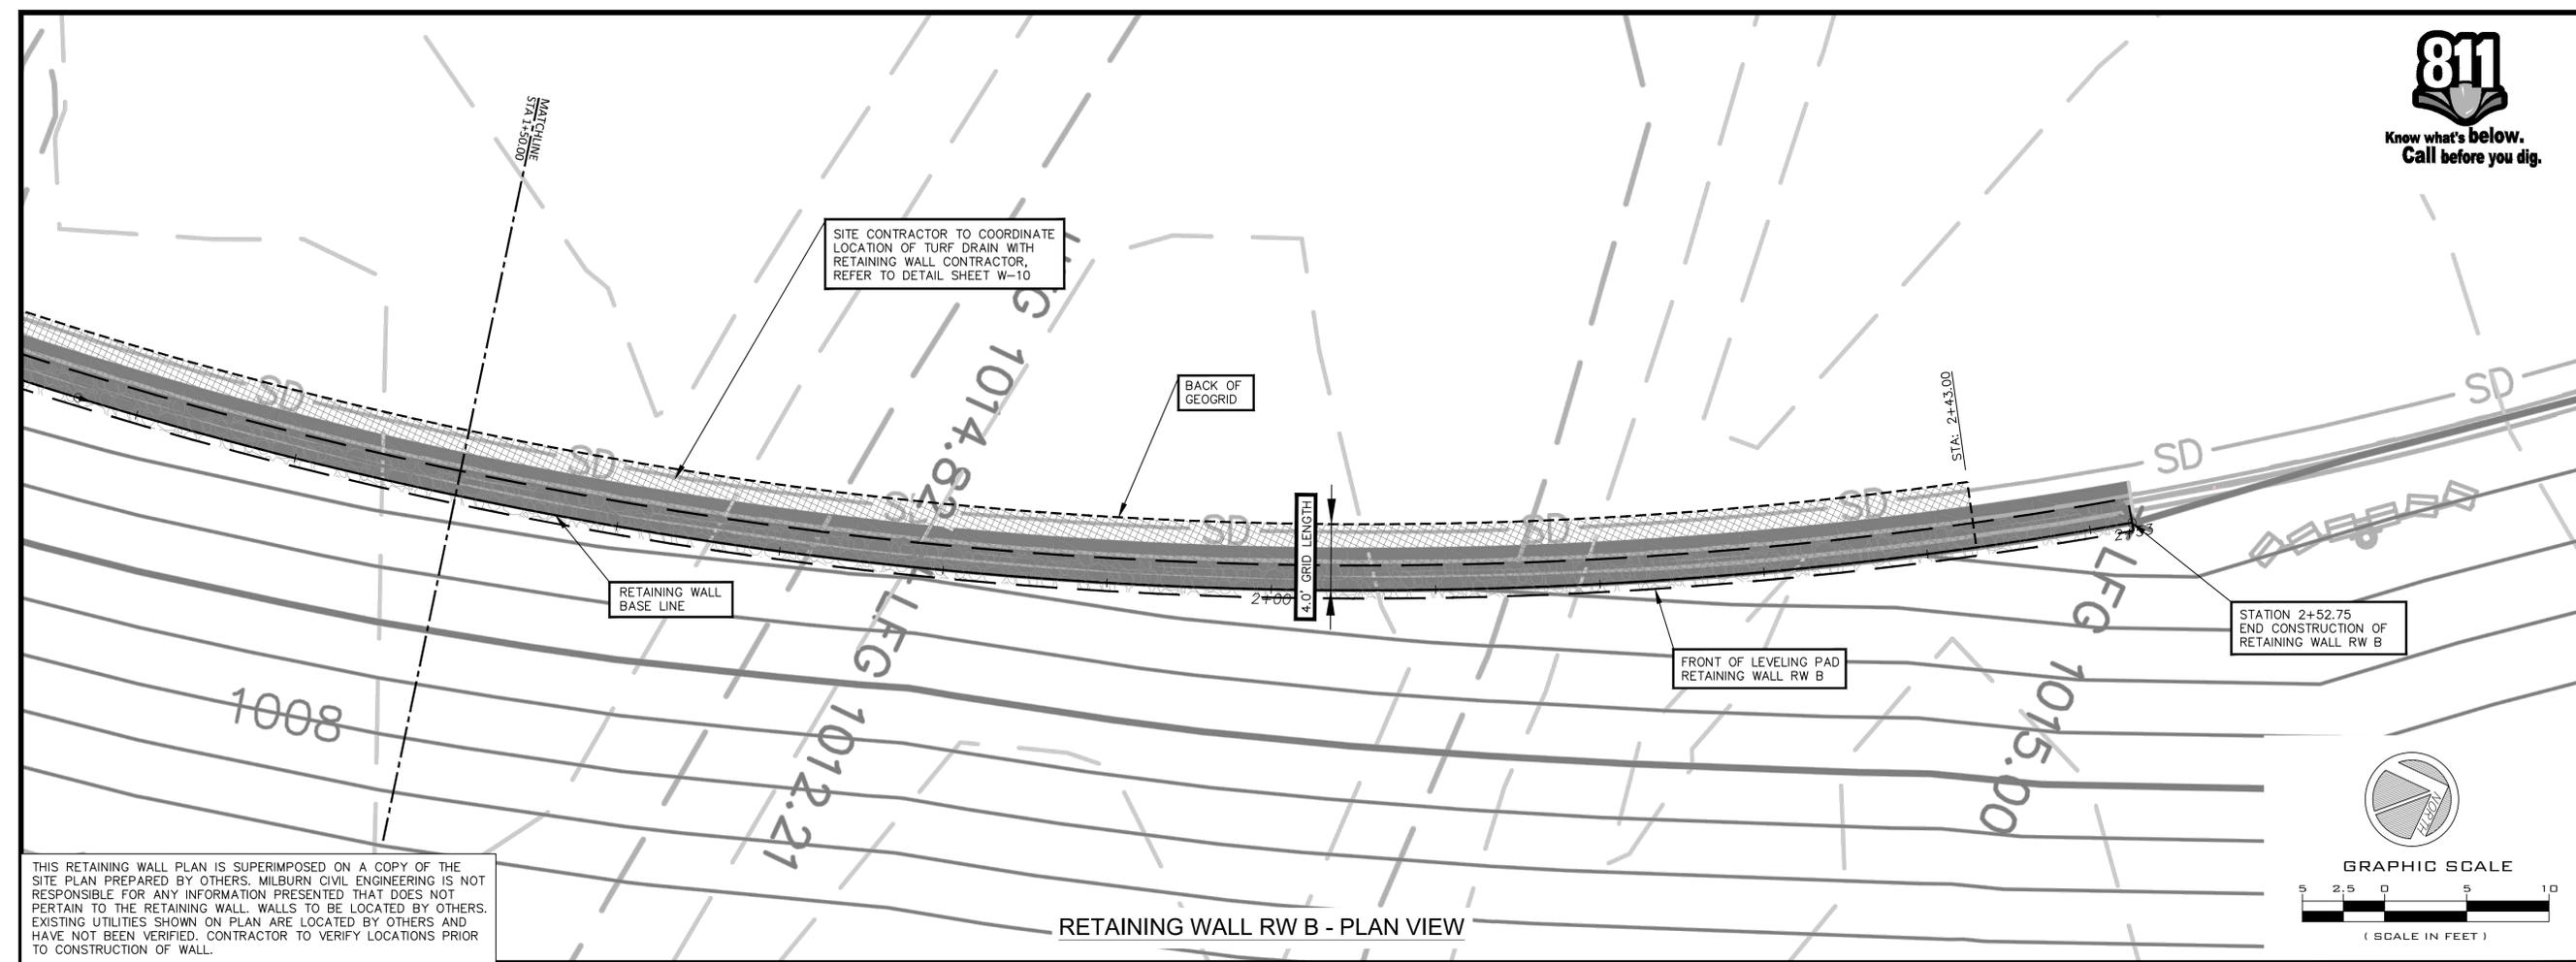 811
Know what's below.
Call before you dig.
MATCHLINE
STA 1+50.00
SITE CONTRACTOR TO COORDINATE
LOCATION OF TURF DRAIN WITH
RETAINING WALL CONTRACTOR,
REFER TO DETAIL SHEET W-10
BACK OF
GEOGRID
STA: 2+43.00
SD
SD
SD
SD
SD
SD
SD
SD
1014.82
4.0' GRID LENGTH
2+00
2+53
RETAINING WALL
BASE LINE
LFG 1012.21
FRONT OF LEVELING PAD
RETAINING WALL RW B
LFG 1015.00
STATION 2+52.75
END CONSTRUCTION OF
RETAINING WALL RW B
1008
NORTH
GRAPHIC SCALE
5 2.5 0 5 10
( SCALE IN FEET )
THIS RETAINING WALL PLAN IS SUPERIMPOSED ON A COPY OF THE
SITE PLAN PREPARED BY OTHERS. MILBURN CIVIL ENGINEERING IS NOT
RESPONSIBLE FOR ANY INFORMATION PRESENTED THAT DOES NOT
PERTAIN TO THE RETAINING WALL. WALLS TO BE LOCATED BY OTHERS.
EXISTING UTILITIES SHOWN ON PLAN ARE LOCATED BY OTHERS AND
HAVE NOT BEEN VERIFIED. CONTRACTOR TO VERIFY LOCATIONS PRIOR
TO CONSTRUCTION OF WALL.
RETAINING WALL RW B - PLAN VIEW